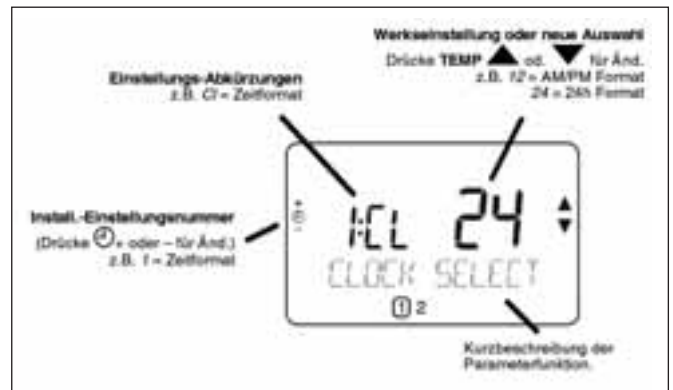 Werkseinstellung oder neue Auswahl
Drücke TEMP ▲ od. ▼ für Änd.
z.B. 12 = AM/PM Format
24 = 24h Format
Einstellungs-Abkürzungen
z.B. Cl = Zeitformat
Install.-Einstellungsnummer
(Drücke + oder – für Änd.)
z.B. 1 = Zeitformat
1:CL 24
CLOCK SELECT
1 2
Kurzbeschreibung der
Parameterfunktion.